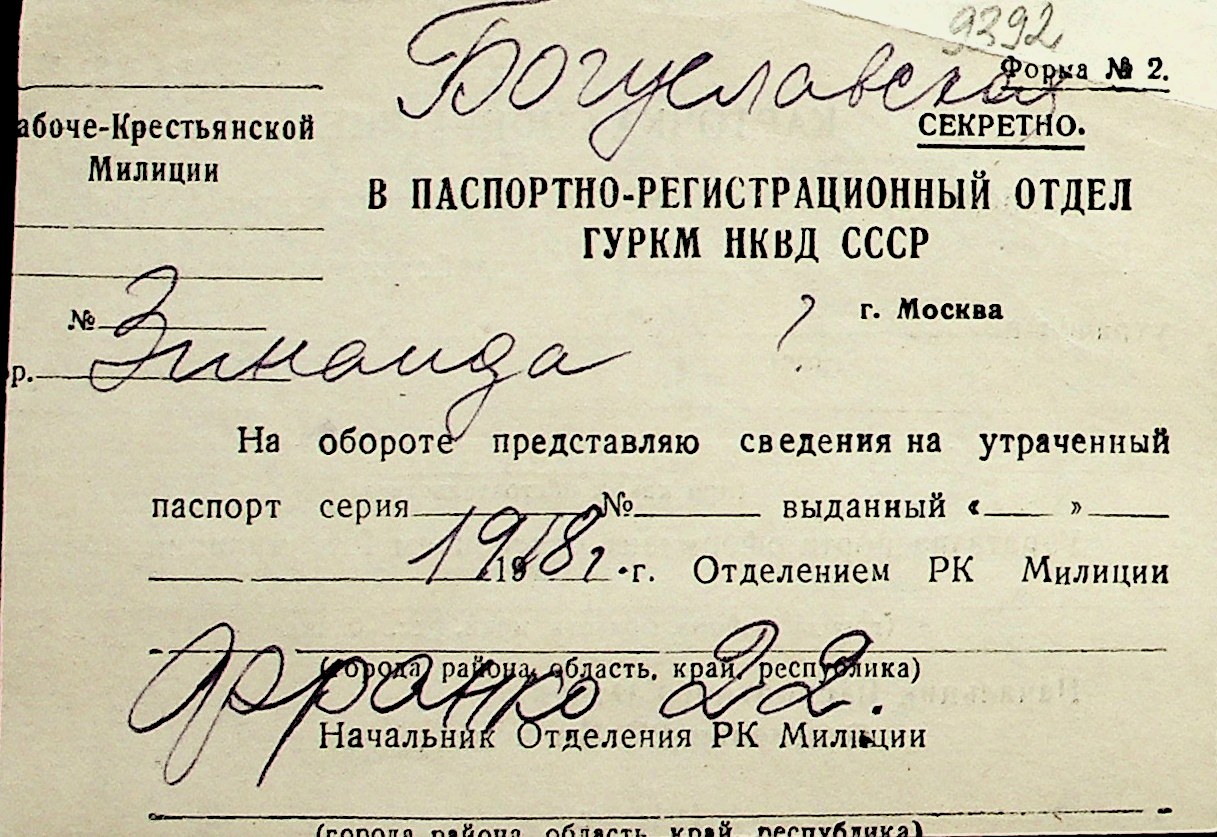 9392
Богуславская
Форма № 2.
СЕКРЕТНО.
абоче-Крестьянской
Милиции
В ПАСПОРТНО-РЕГИСТРАЦИОННЫЙ ОТДЕЛ
ГУРКМ НКВД СССР
г. Москва
№
р.
Зинаида
?
На обороте представляю сведения на утраченный
паспорт серия № выданный « »
19 г. Отделением РК Милиции
1918 г
(города района, область, край, республика)
Франко 22.
Начальник Отделения РК Милиции
(города района, область, край, республика)